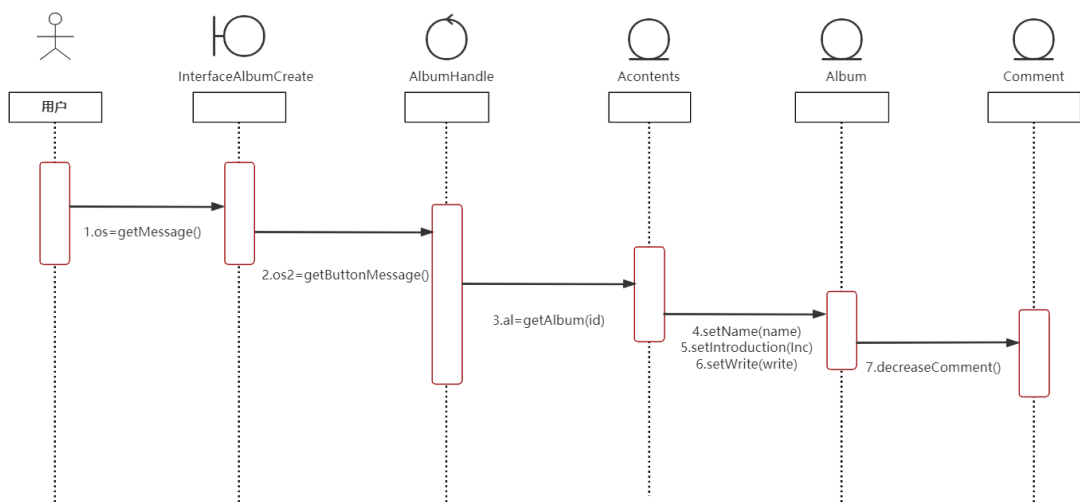 InterfaceAlbumCreate
AlbumHandle
Acontents
Album
Comment
用户
1.os=getMessage()
2.os2=getButtonMessage()
3.al=getAlbum(id)
4.setName(name)
5.setIntroduction(Inc)
6.setWrite(write)
7.decreaseComment()